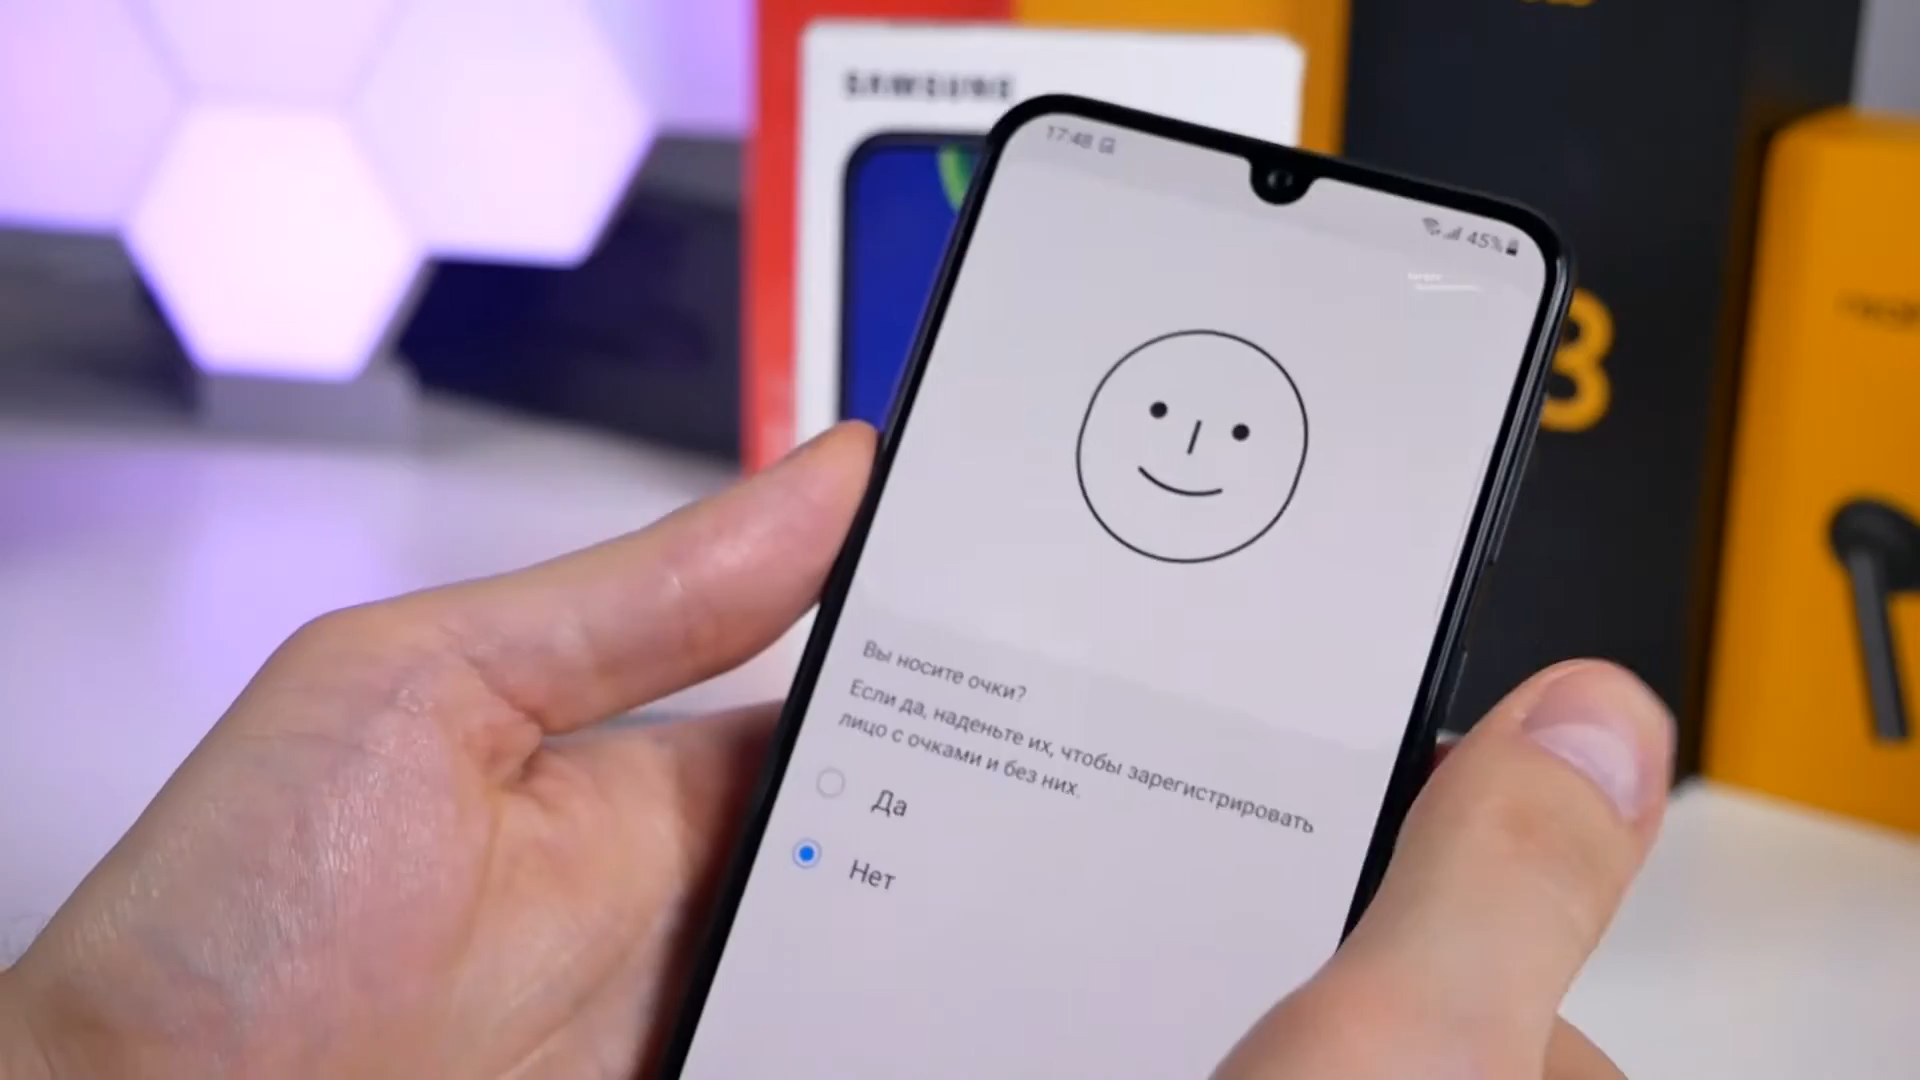 SAMSUNG
17:48
45%
8
Вы носите очки?
Если да, наденьте их, чтобы зарегистрировать
лицо с очками и без них.
Да
Нет